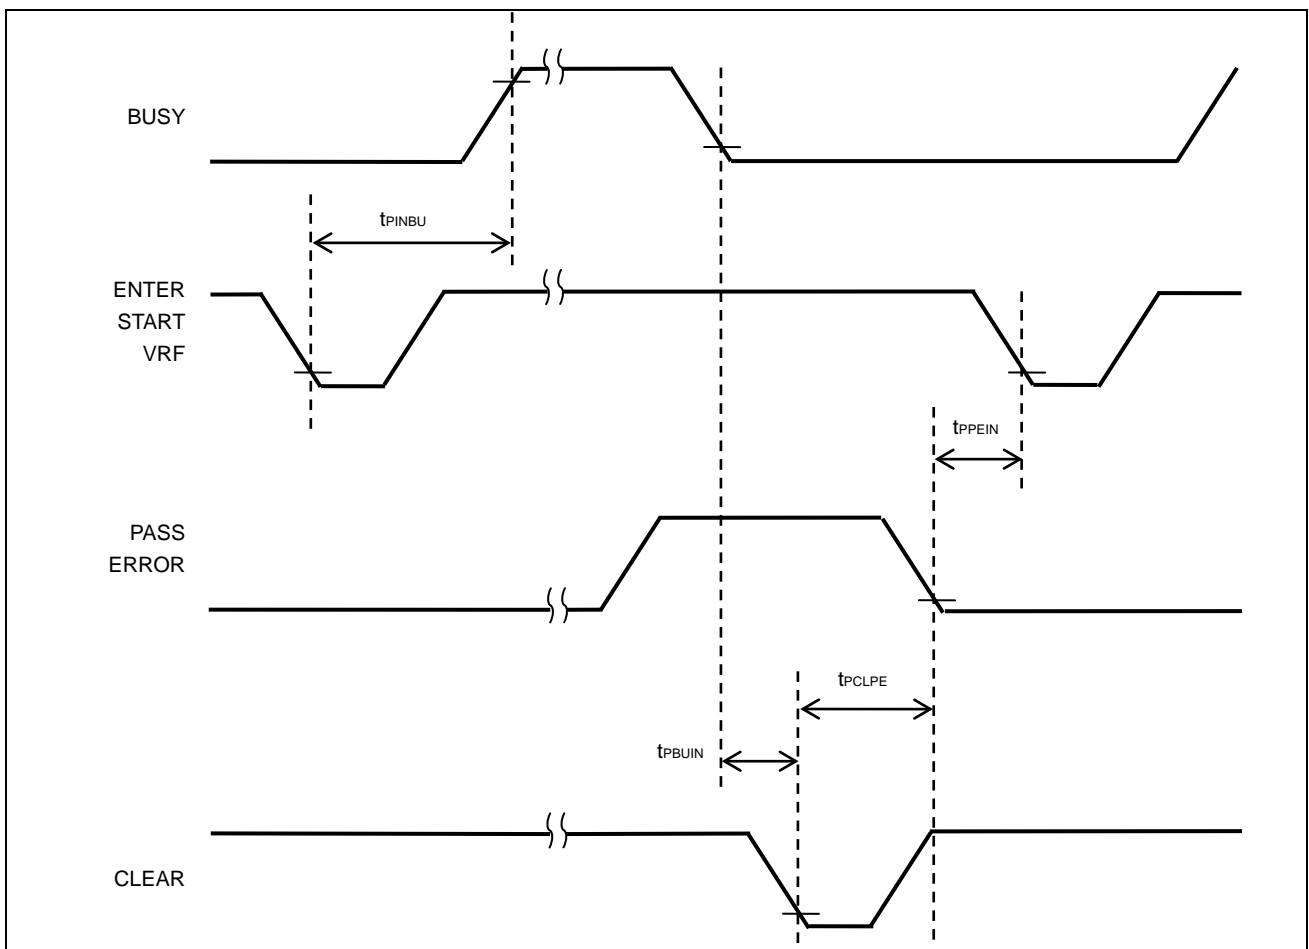 BUSY
tPINBU
ENTER
START
VRF
tPPEIN
PASS
ERROR
tPCLPE
tPBUIN
CLEAR